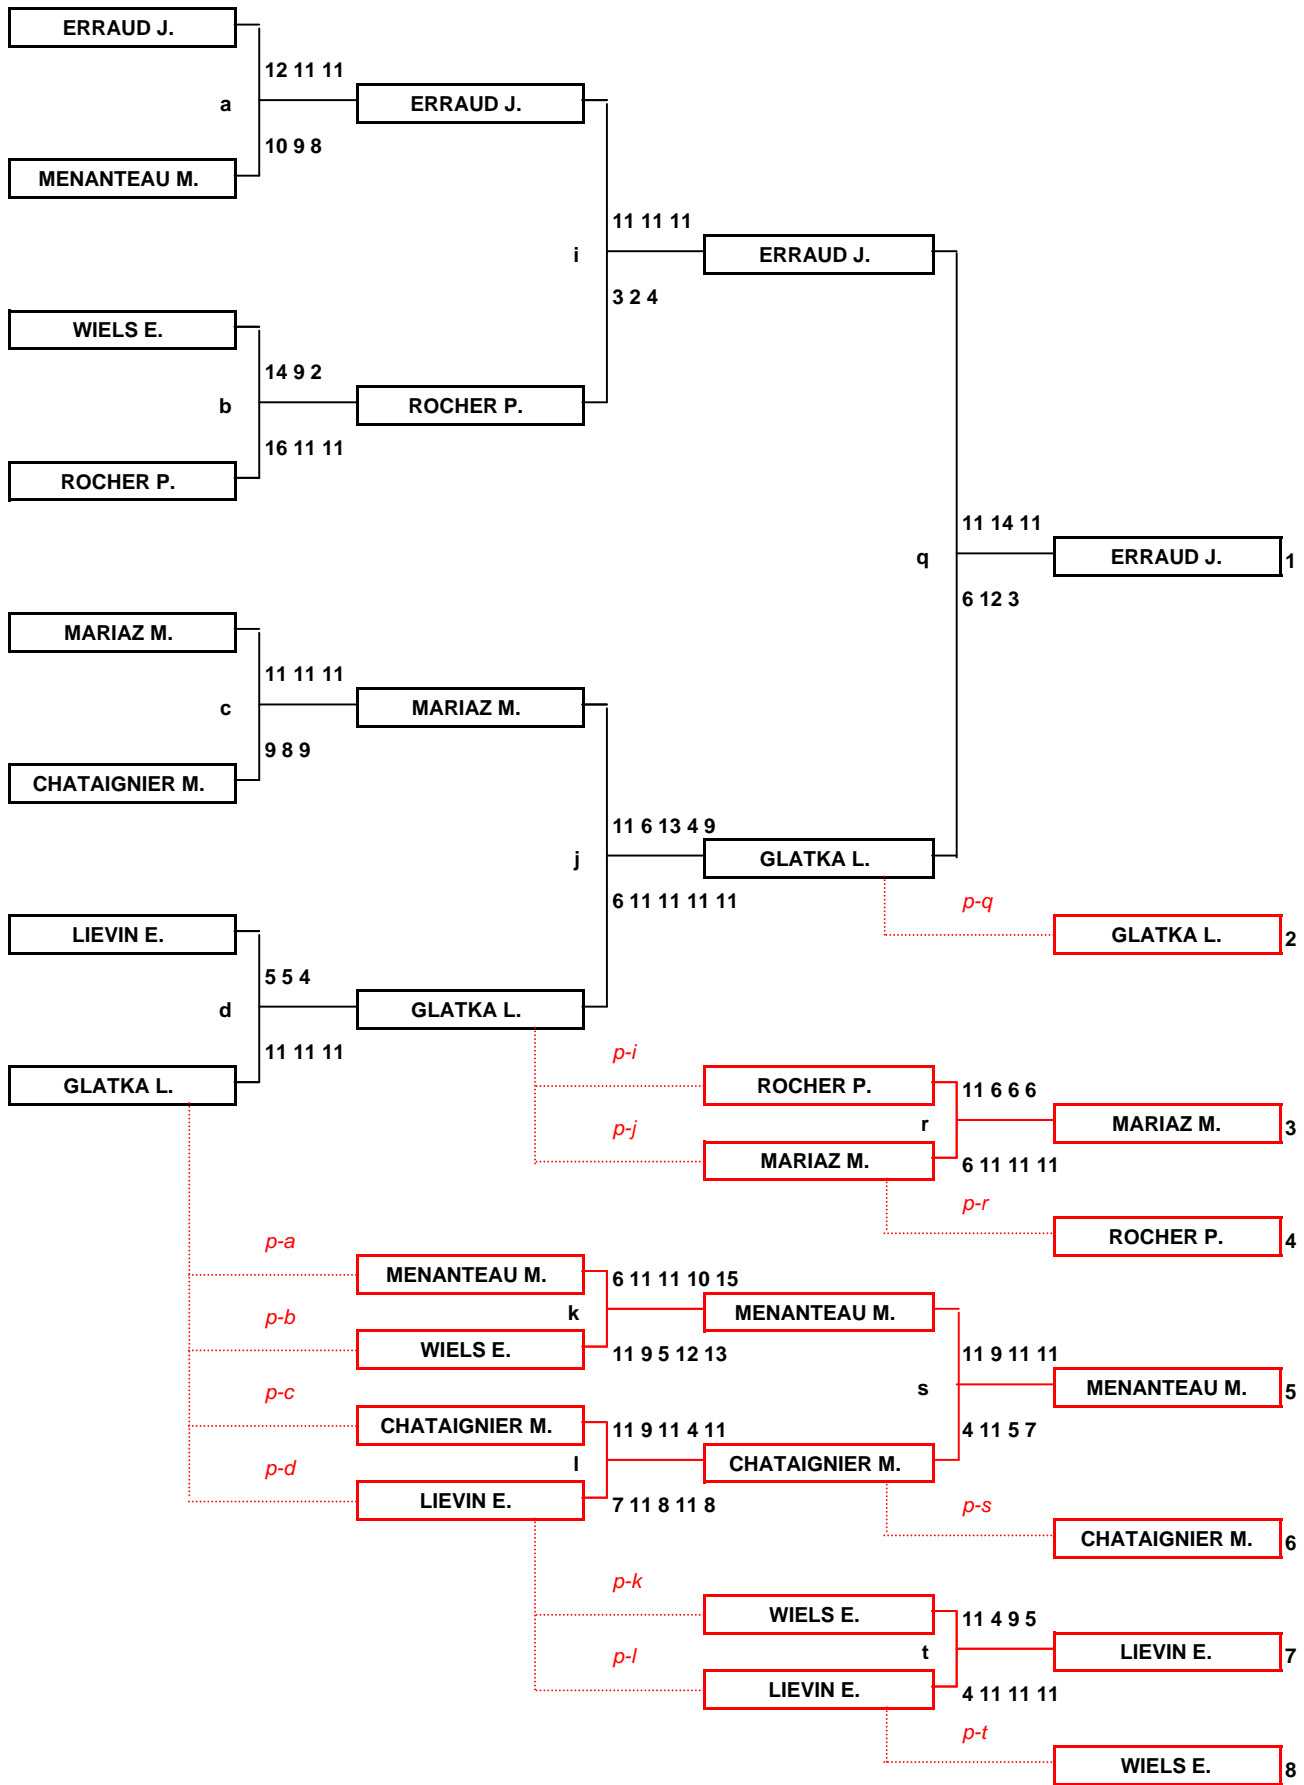 ERRAUD J.
12 11 11
a
ERRAUD J.
10 9 8
MENANTEAU M.
11 11 11
i
ERRAUD J.
3 2 4
WIELS E.
14 9 2
b
ROCHER P.
16 11 11
ROCHER P.
11 14 11
q
ERRAUD J.
1
6 12 3
MARIAZ M.
11 11 11
c
MARIAZ M.
9 8 9
CHATAIGNIER M.
11 6 13 4 9
j
GLATKA L.
6 11 11 11 11
p-q
GLATKA L.
2
LIEVIN E.
5 5 4
d
GLATKA L.
11 11 11
GLATKA L.
p-i
ROCHER P.
11 6 6 6
p-j
r
MARIAZ M.
3
MARIAZ M.
6 11 11 11
p-r
ROCHER P.
4
p-a
MENANTEAU M.
6 11 11 10 15
p-b
k
MENANTEAU M.
WIELS E.
11 9 5 12 13
11 9 11 11
p-c
s
MENANTEAU M.
5
CHATAIGNIER M.
11 9 11 4 11
4 11 5 7
p-d
l
CHATAIGNIER M.
LIEVIN E.
7 11 8 11 8
p-s
CHATAIGNIER M.
6
p-k
WIELS E.
11 4 9 5
p-l
t
LIEVIN E.
7
LIEVIN E.
4 11 11 11
p-t
WIELS E.
8